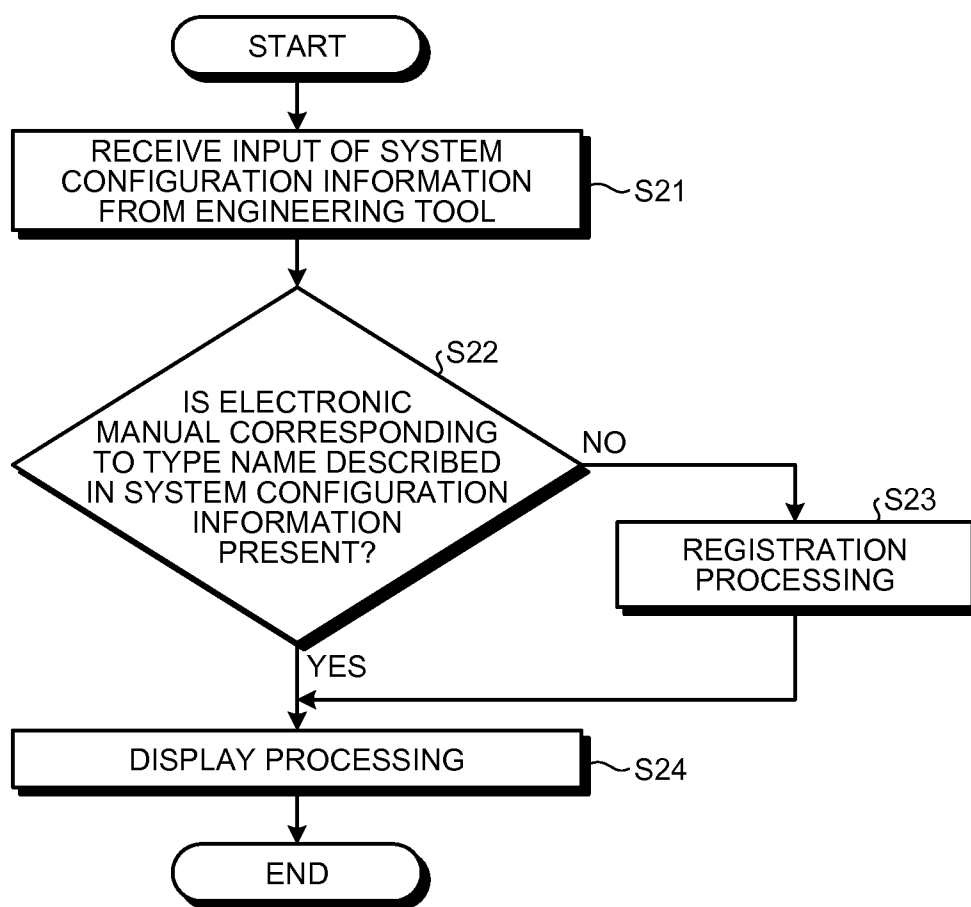 START
RECEIVE INPUT OF SYSTEM
CONFIGURATION INFORMATION
FROM ENGINEERING TOOL
S21
S22
IS ELECTRONIC
MANUAL CORRESPONDING
TO TYPE NAME DESCRIBED
IN SYSTEM CONFIGURATION
INFORMATION
PRESENT?
NO
S23
REGISTRATION
PROCESSING
YES
DISPLAY PROCESSING
S24
END